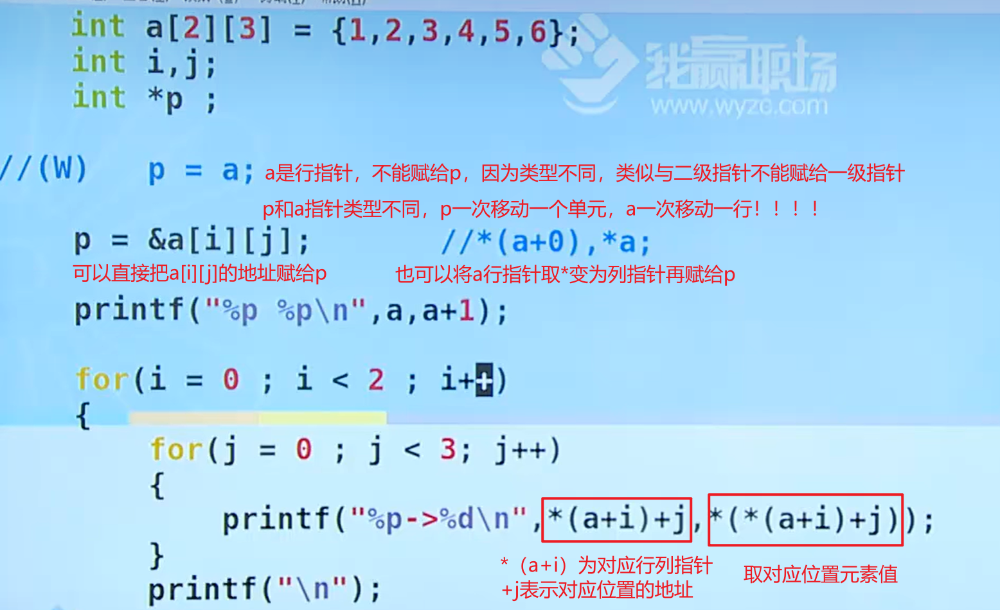 int a[2][3] = {1,2,3,4,5,6};
int i,j;
int *p ;
我赢职场
www.wyzc.com
//(W) p = a; a是行指针，不能赋给p，因为类型不同，类似与二级指针不能赋给一级指针
p和a指针类型不同，p一次移动一个单元，a一次移动一行！！！！
p = &a[i][j]; //*(a+0),*a;
可以直接把a[i][j]的地址赋给p 也可以将a行指针取*变为列指针再赋给p
printf("%p %p\n",a,a+1);
for(i = 0 ; i < 2 ; i++)
{
for(j = 0 ; j < 3; j++)
{
printf("%p->%d\n",*(a+i)+j,*(*(a+i)+j));
}
*（a+i）为对应行列指针 取对应位置元素值
+j表示对应位置的地址
printf("\n");